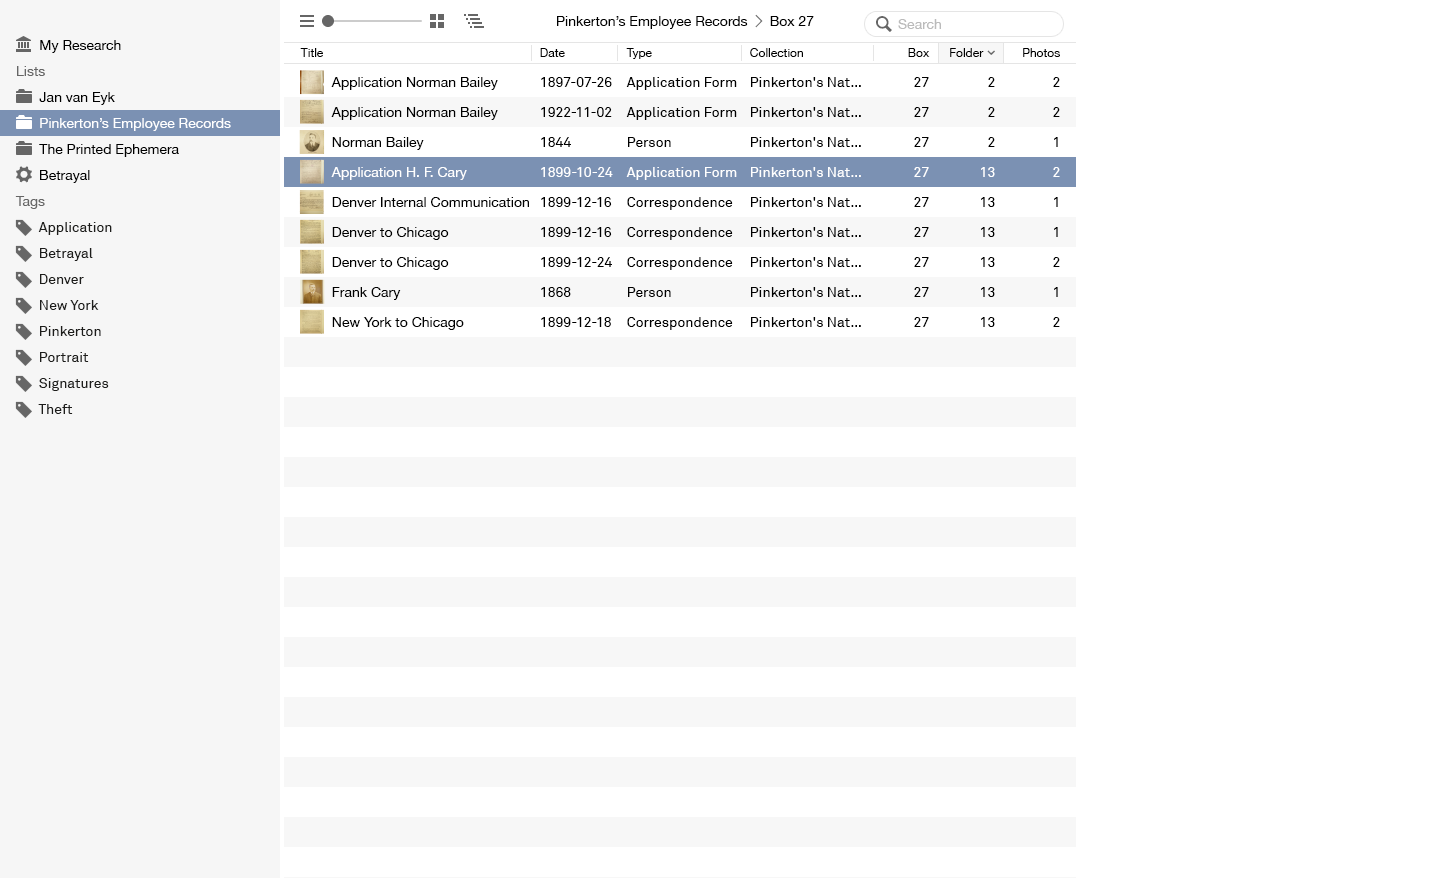 My Research
Lists
Jan van Eyk
Pinkerton’s Employee Records
The Printed Ephemera
Betrayal
Tags
Application
Betrayal
Denver
New York
Pinkerton
Portrait
Signatures
Theft
Pinkerton’s Employee Records > Box 27
Search
Title Date Type Collection Box Folder Photos
Application Norman Bailey 1897-07-26 Application Form Pinkerton's Nat... 27 2 2
Application Norman Bailey 1922-11-02 Application Form Pinkerton's Nat... 27 2 2
Norman Bailey 1844 Person Pinkerton's Nat... 27 2 1
Application H. F. Cary 1899-10-24 Application Form Pinkerton's Nat... 27 13 2
Denver Internal Communication 1899-12-16 Correspondence Pinkerton's Nat... 27 13 1
Denver to Chicago 1899-12-16 Correspondence Pinkerton's Nat... 27 13 1
Denver to Chicago 1899-12-24 Correspondence Pinkerton's Nat... 27 13 2
Frank Cary 1868 Person Pinkerton's Nat... 27 13 1
New York to Chicago 1899-12-18 Correspondence Pinkerton's Nat... 27 13 2